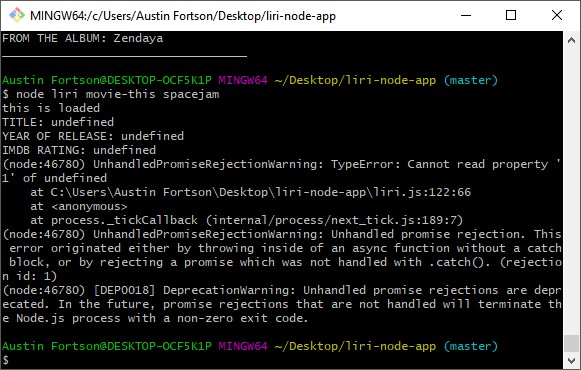 MINGW64:/c/Users/Austin Fortson/Desktop/liri-node-app
FROM THE ALBUM: Zendaya
Austin Fortson@DESKTOP-OCF5K1P MINGW64 ~/Desktop/liri-node-app (master)
$ node liri movie-this spacejam
this is loaded
TITLE: undefined
YEAR OF RELEASE: undefined
IMDB RATING: undefined
(node:46780) UnhandledPromiseRejectionWarning: TypeError: Cannot read property '
1' of undefined
    at C:\Users\Austin Fortson\Desktop\liri-node-app\liri.js:122:66
    at <anonymous>
    at process._tickCallback (internal/process/next_tick.js:189:7)
(node:46780) UnhandledPromiseRejectionWarning: Unhandled promise rejection. This
 error originated either by throwing inside of an async function without a catch
 block, or by rejecting a promise which was not handled with .catch(). (rejectio
n id: 1)
(node:46780) [DEP0018] DeprecationWarning: Unhandled promise rejections are depr
ecated. In the future, promise rejections that are not handled will terminate th
e Node.js process with a non-zero exit code.
Austin Fortson@DESKTOP-OCF5K1P MINGW64 ~/Desktop/liri-node-app (master)
$